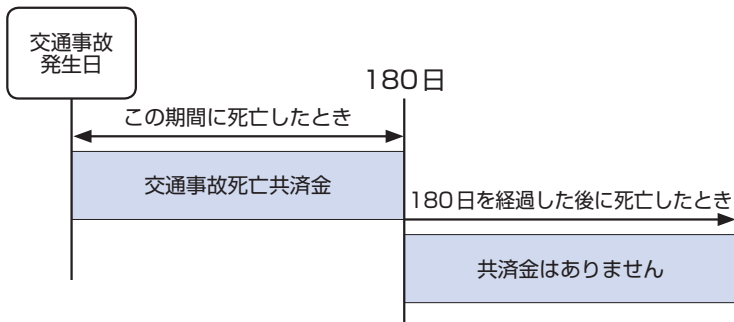 交通事故
発生日
180日
この期間に死亡したとき
交通事故死亡共済金
180日を経過した後に死亡したとき
共済金はありません